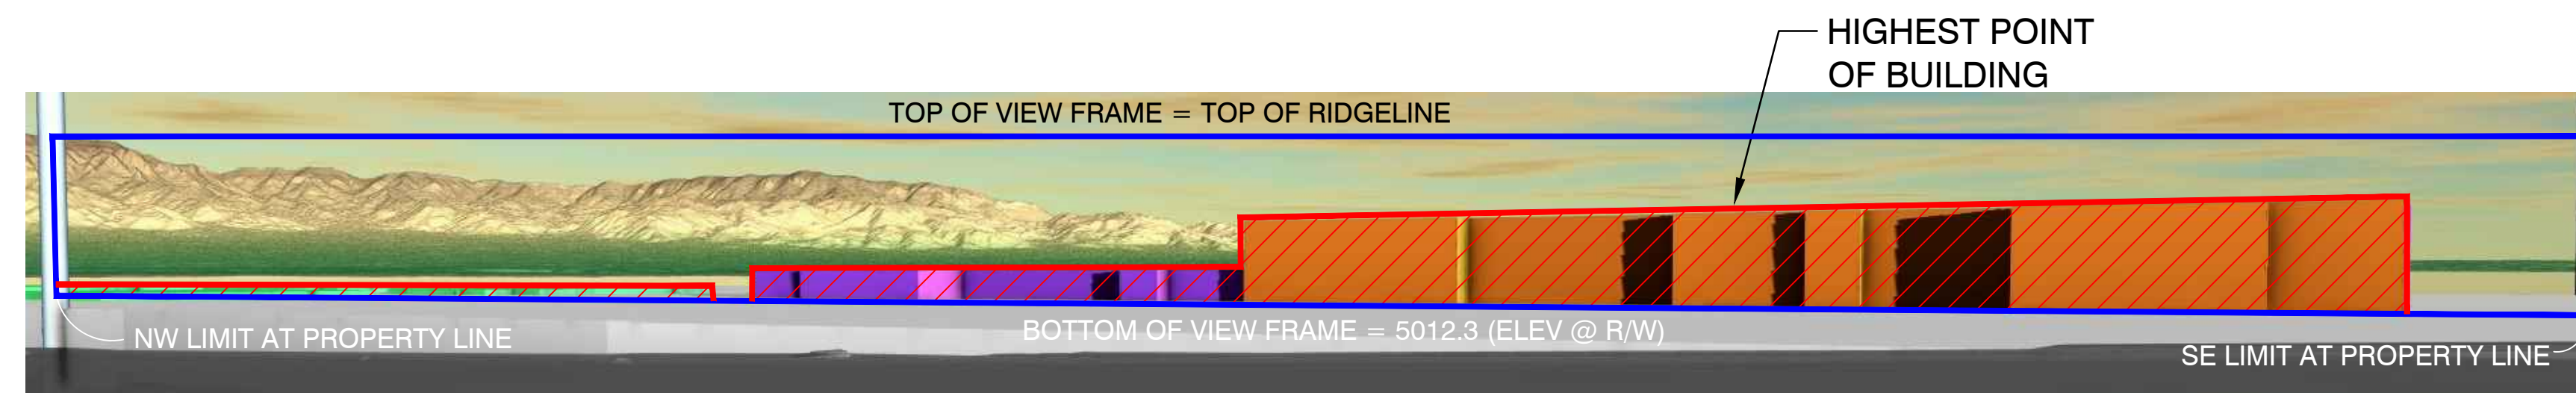 HIGHEST POINT
OF BUILDING
TOP OF VIEW FRAME = TOP OF RIDGELINE
NW LIMIT AT PROPERTY LINE
BOTTOM OF VIEW FRAME = 5012.3 (ELEV @ R/W)
SE LIMIT AT PROPERTY LINE